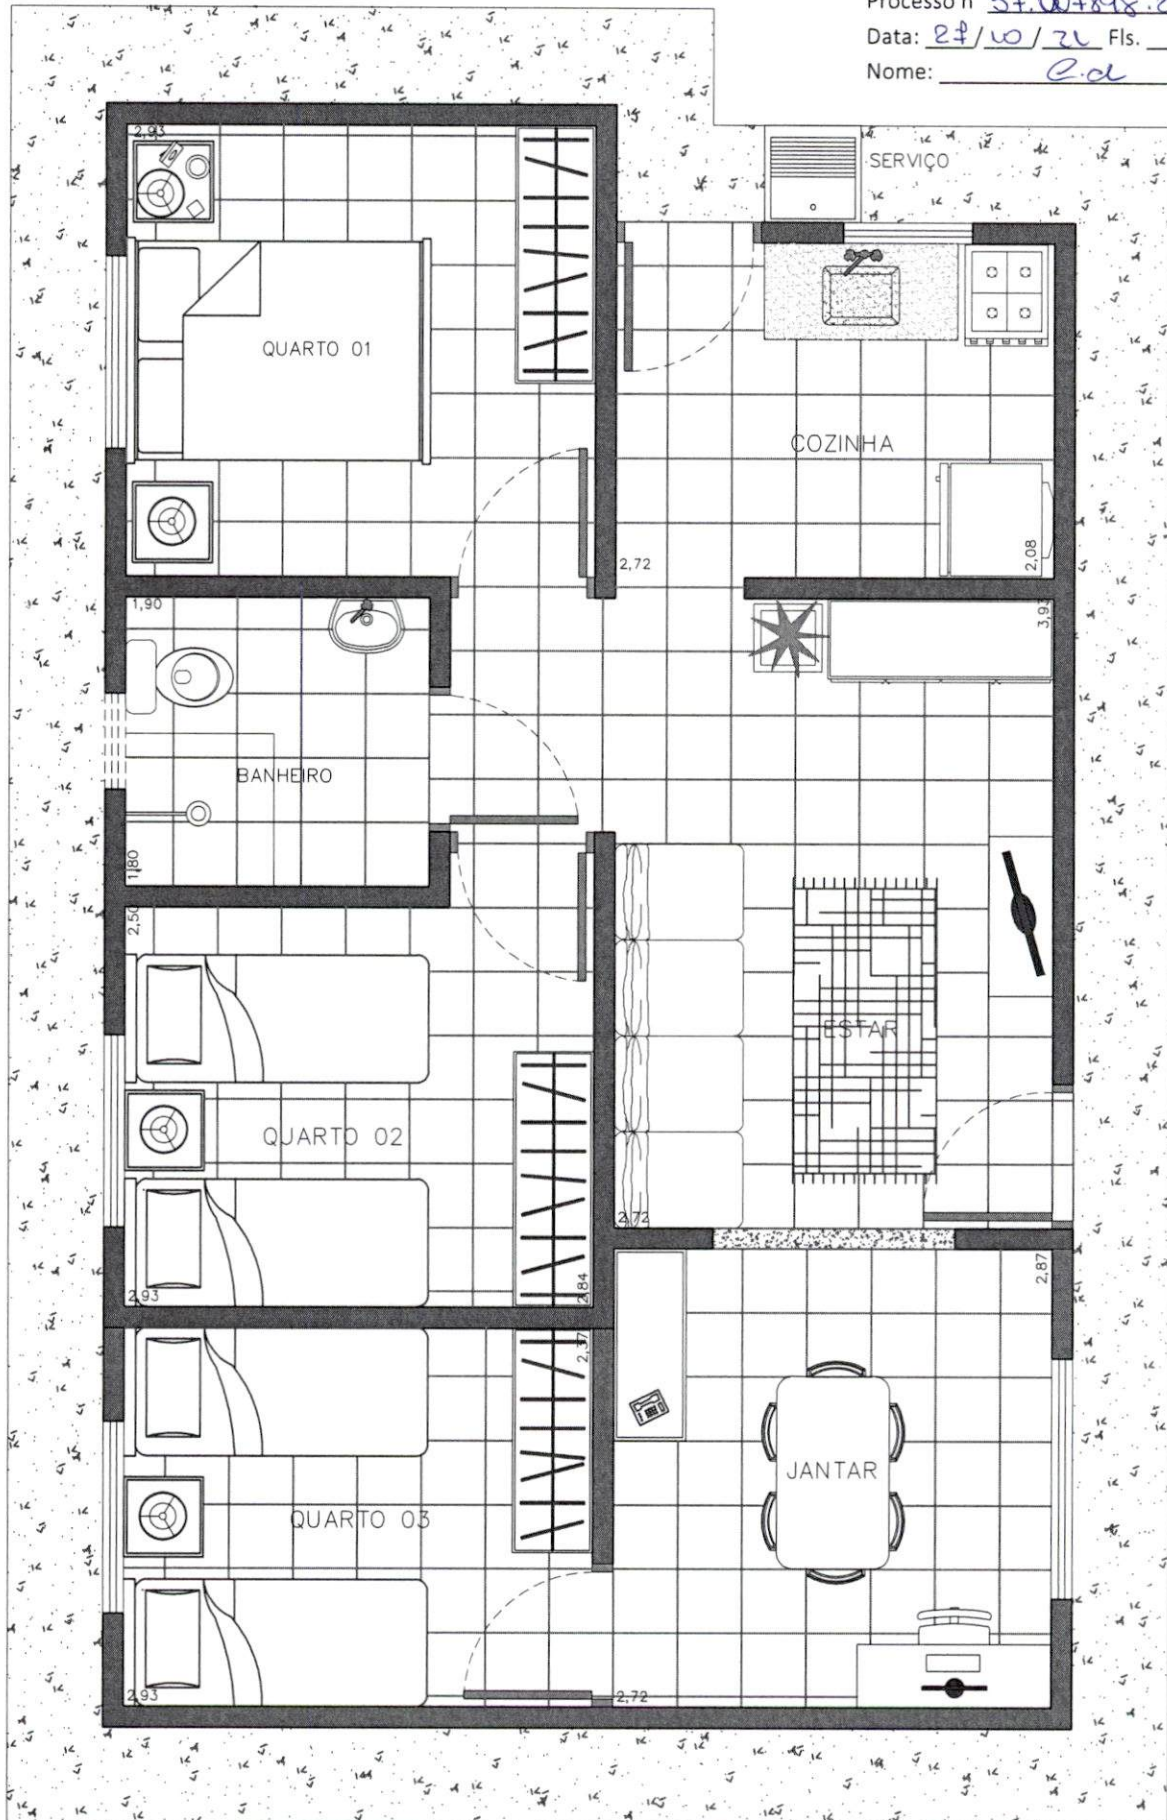 Processo nº
Data: 27/10/21 Fls.
Nome:
SERVIÇO
2,93
QUARTO 01
COZINHA
2,72
2,08
1,90
3,93
BANHEIRO
1,80
2,50
ESTAR
QUARTO 02
2,72
2,93
2,84
2,87
2,37
JANTAR
QUARTO 03
2,93
2,72